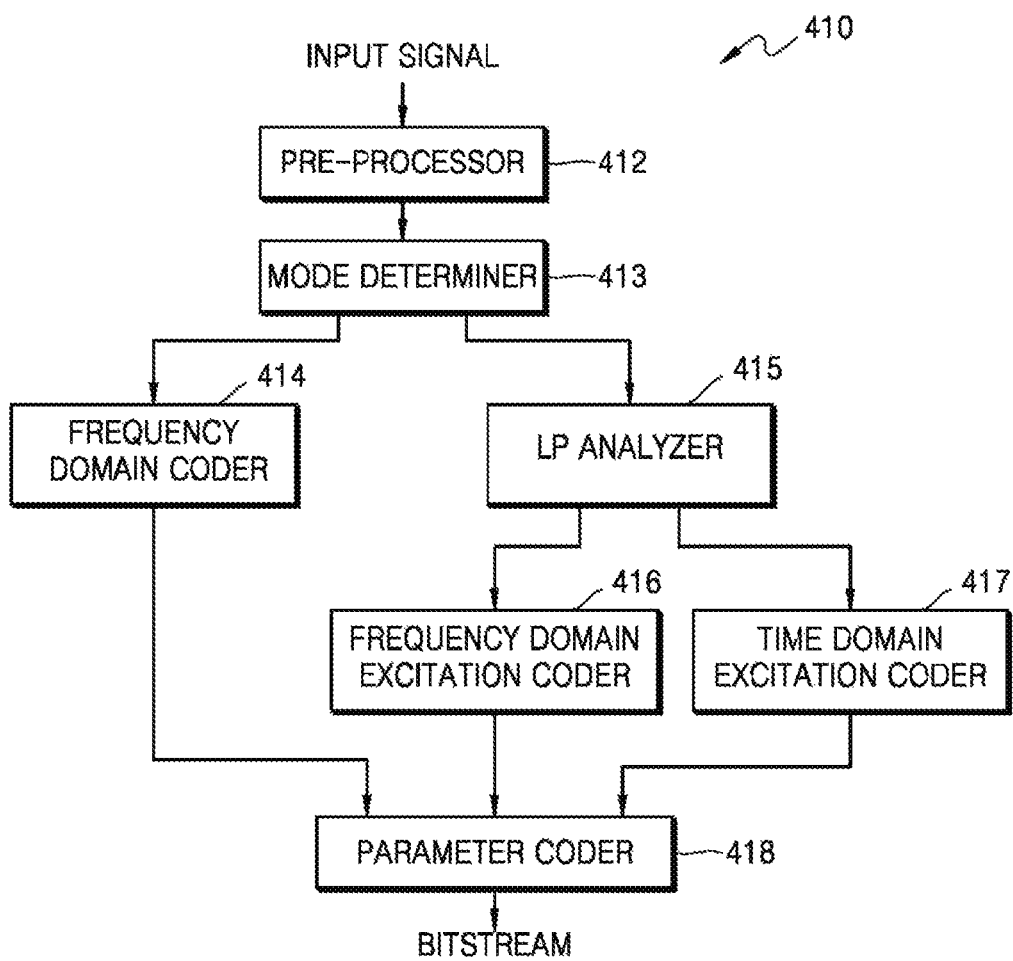 410
INPUT SIGNAL
PRE-PROCESSOR
412
MODE DETERMINER
413
414
FREQUENCY
DOMAIN CODER
415
LP ANALYZER
416
FREQUENCY DOMAIN
EXCITATION CODER
417
TIME DOMAIN
EXCITATION CODER
PARAMETER CODER
418
BITSTREAM